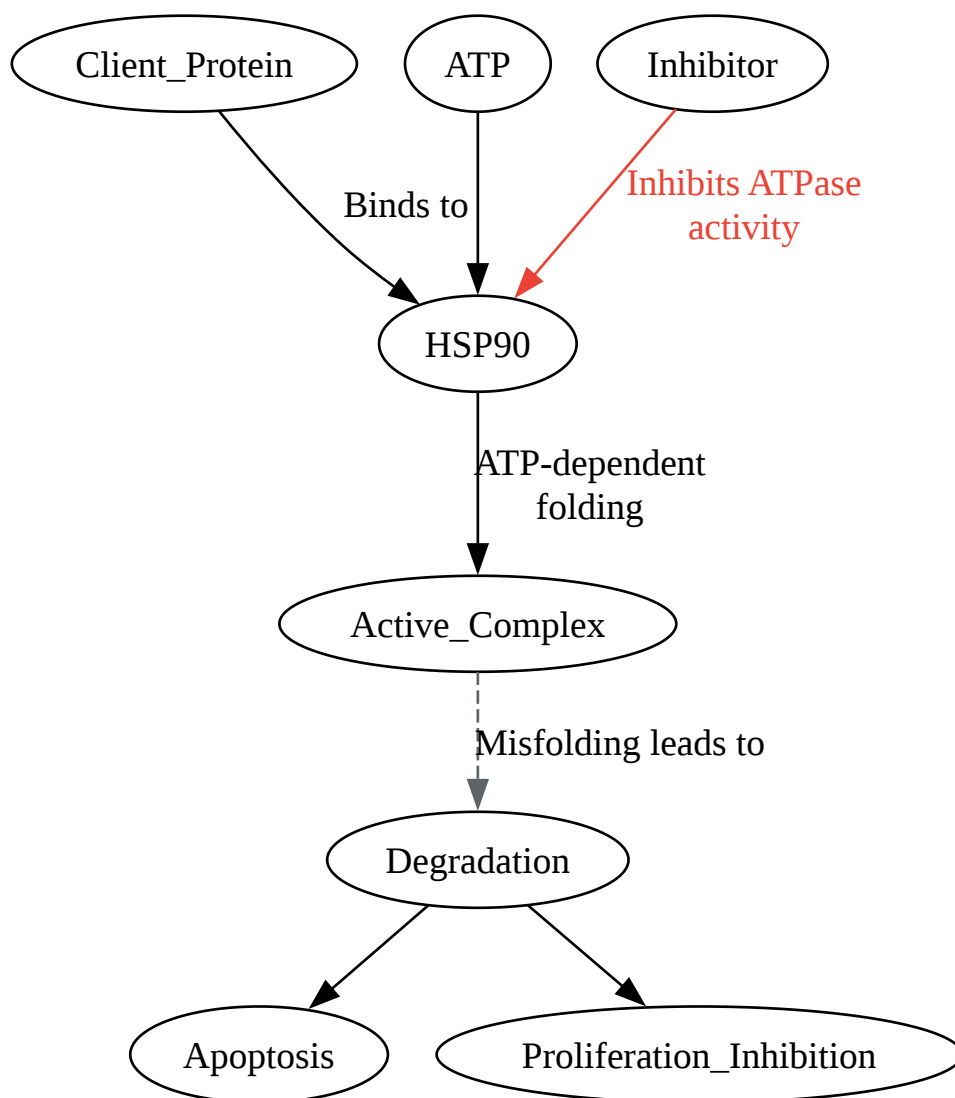 Client_Protein
ATP
Inhibitor
Binds to
Inhibits ATPase
activity
HSP90
ATP-dependent
folding
Active_Complex
Misfolding leads to
Degradation
Apoptosis
Proliferation_Inhibition